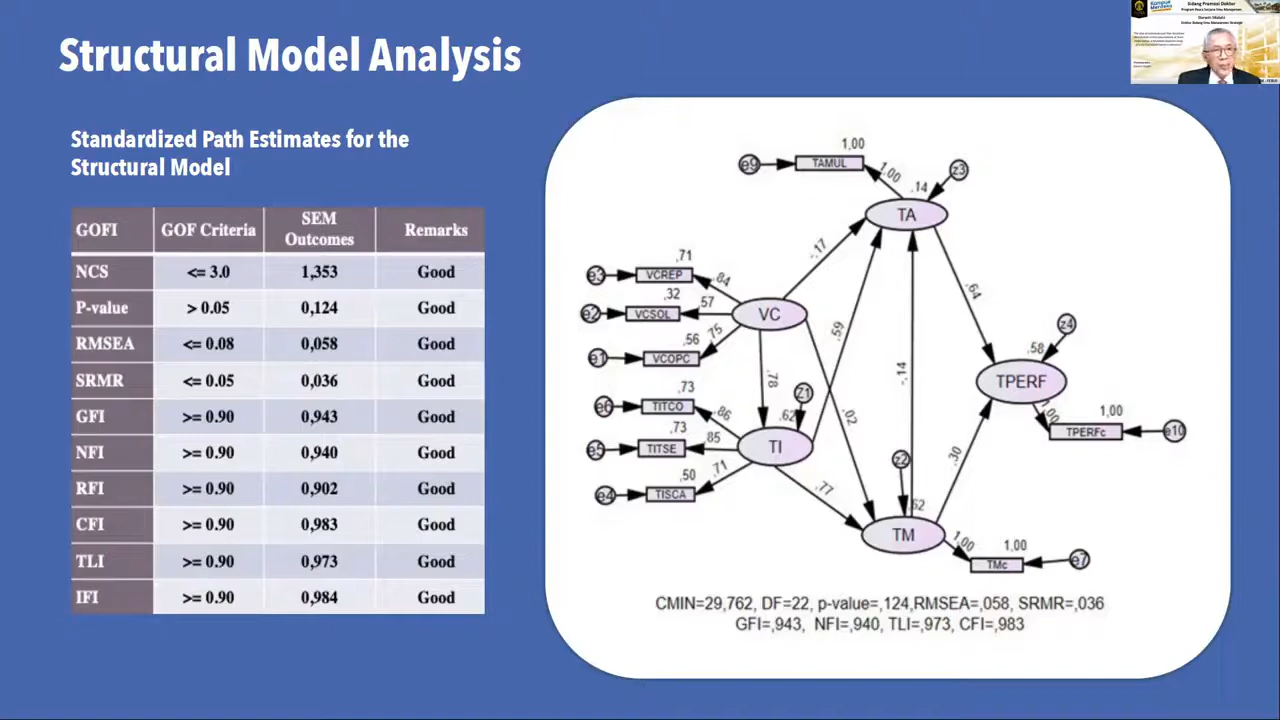 Structural Model Analysis
Standardized Path Estimates for the
Structural Model
GOFI GOF Criteria SEM Outcomes Remarks
NCS <= 3.0 1,353 Good
P-value > 0.05 0,124 Good
RMSEA <= 0.08 0,058 Good
SRMR <= 0.05 0,036 Good
GFI >= 0.90 0,943 Good
NFI >= 0.90 0,940 Good
RFI >= 0.90 0,902 Good
CFI >= 0.90 0,983 Good
TLI >= 0.90 0,973 Good
IFI >= 0.90 0,984 Good
1,00
e9 TAMUL 1,00 z3
,14
TA
-,17
,71
e3 VCREP ,84
,32
e2 VCSOL ,57 VC
,56
e1 VCOPC ,75
,64
,59
z4
,58
TPERF
-,14
,78
,73 Z1
e6 TITCO ,86 ,62 ,02
1,00 1,00
TPERFc e10
,73
e5 TITSE ,85 TI
,50
e4 TISCA ,71
,77 z2 ,30
,62
TM
1,00 1,00
TMc e7
CMIN=29,762, DF=22, p-value=,124,RMSEA=,058, SRMR=,036
GFI=,943, NFI=,940, TLI=,973, CFI=,983
Kampus
Merdeka
Sidang Promosi Doktor